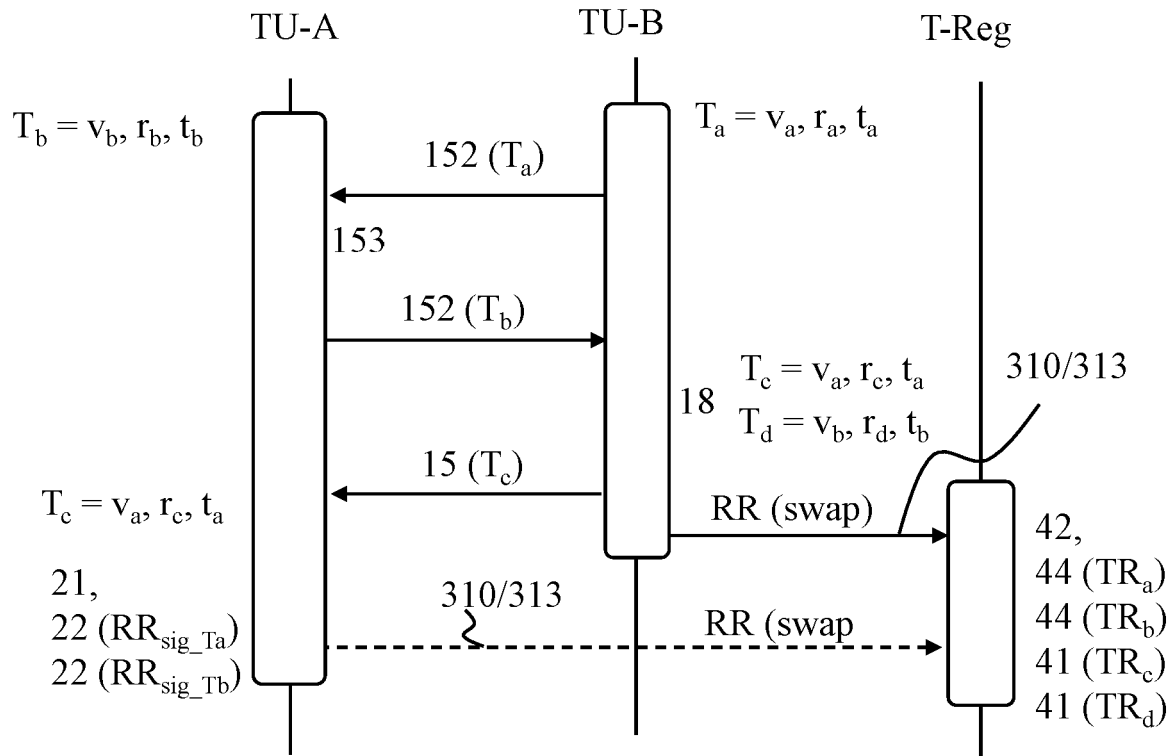 TU-A
TU-B
T-Reg
T_b = v_b, r_b, t_b
T_a = v_a, r_a, t_a
152 (T_a)
153
152 (T_b)
T_c = v_a, r_c, t_a
310/313
18
T_d = v_b, r_d, t_b
15 (T_c)
T_c = v_a, r_c, t_a
RR (swap)
42,
21,
44 (TR_a)
310/313
22 (RR_sig_Ta)
RR (swap
44 (TR_b)
22 (RR_sig_Tb)
41 (TR_c)
41 (TR_d)